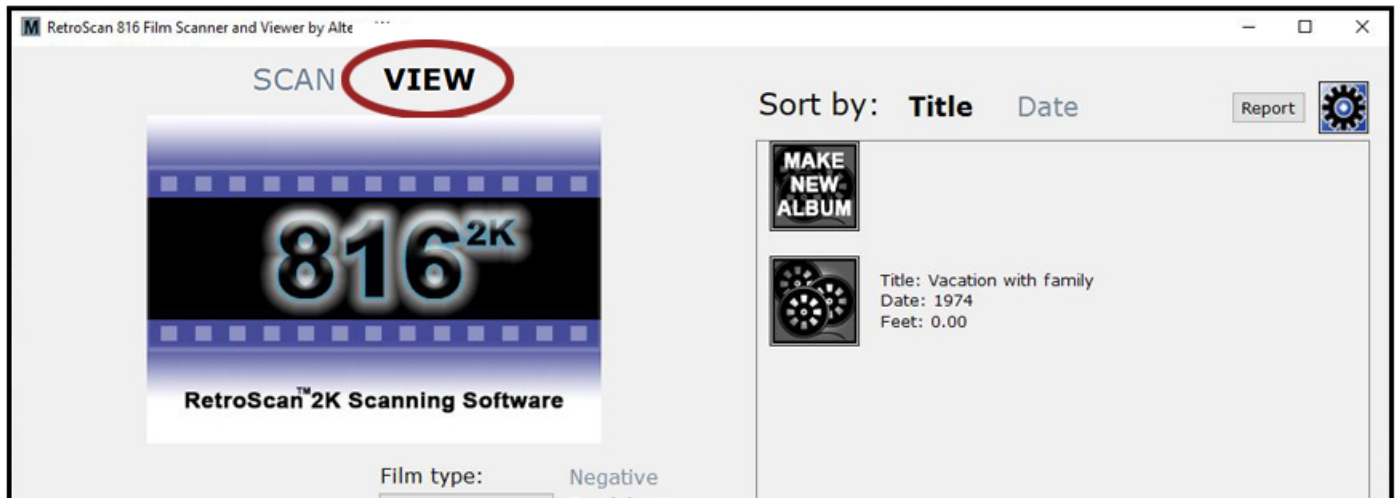 RetroScan 816 Film Scanner and Viewer by
SCAN VIEW
Sort by: Title Date
Report
MAKE
NEW
ALBUM
816 2K
Title: Vacation with family
Date: 1974
Feet: 0.00
RetroScan™2K Scanning Software
Film type: Negative